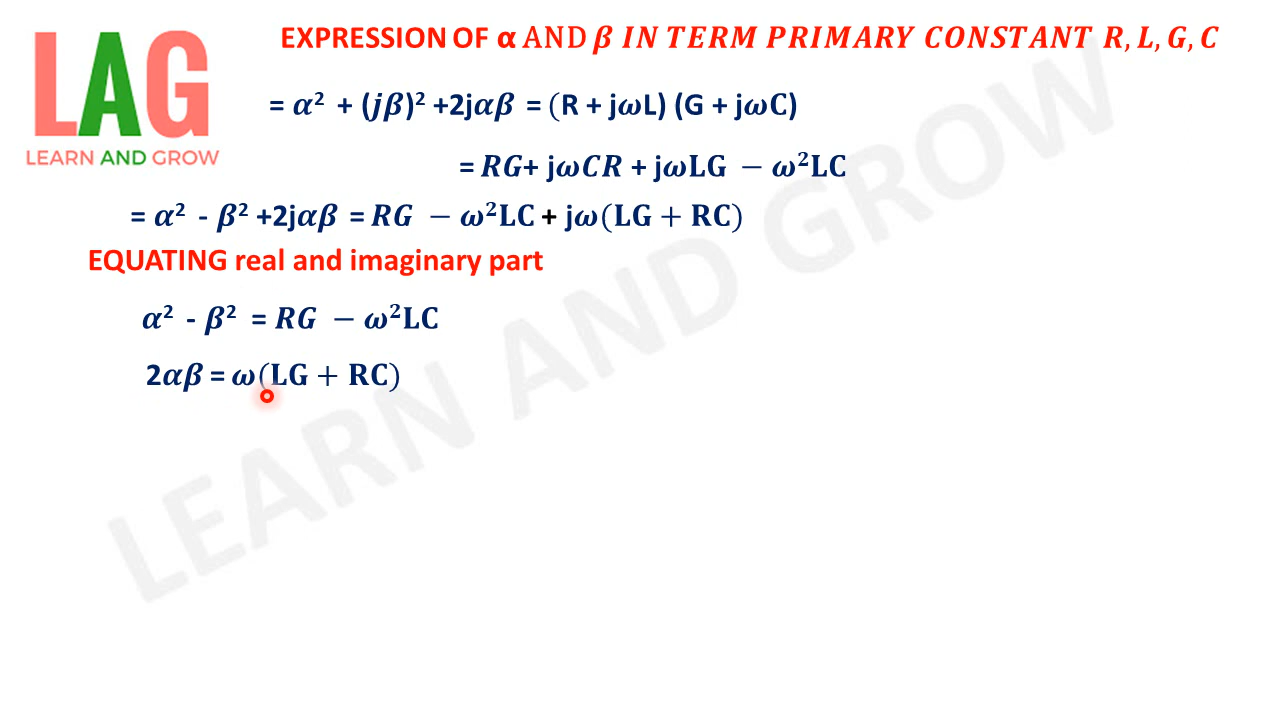 LAG
LEARN AND GROW
EXPRESSION OF α AND β IN TERM PRIMARY CONSTANT R, L, G, C
= α² + (jβ)² +2jαβ = (R + jωL) (G + jωC)
= RG+ jωCR + jωLG − ω²LC
= α² - β² +2jαβ = RG − ω²LC + jω(LG + RC)
EQUATING real and imaginary part
α² - β² = RG − ω²LC
2αβ = ω(LG + RC)
LEARN AND GROW